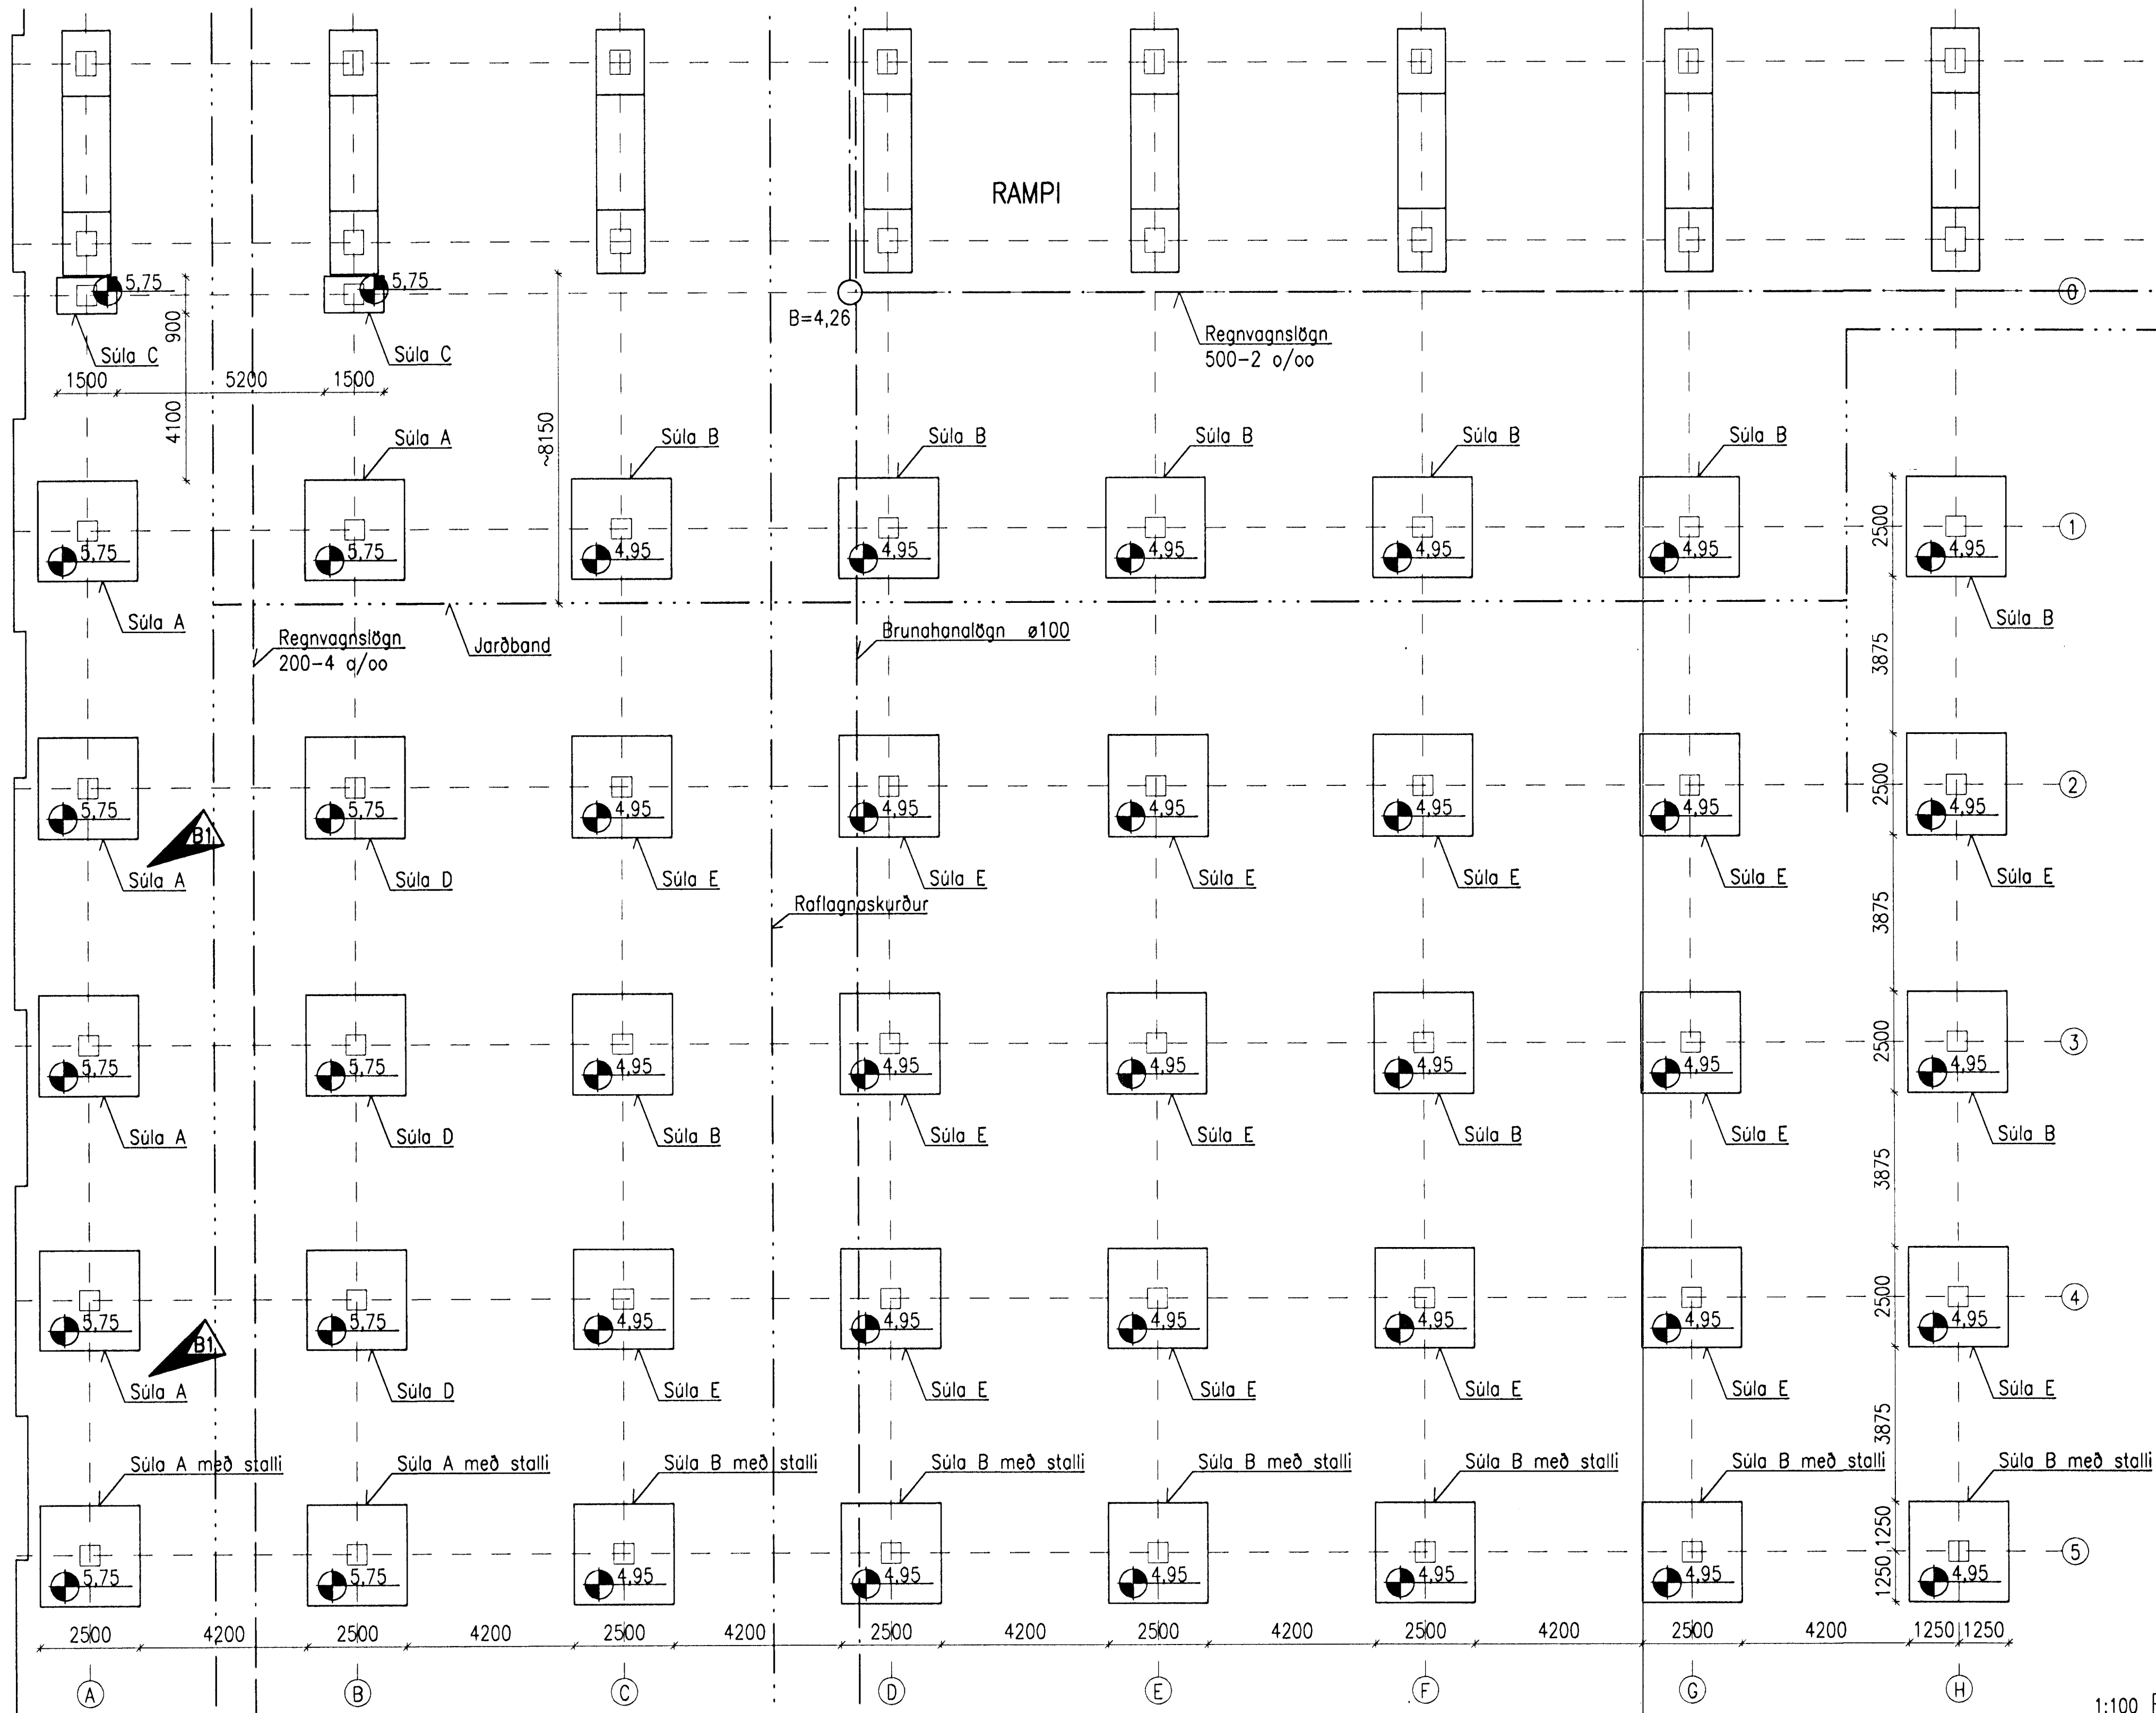 RAMPI
5,75
5,75
0
B=4,26
900
Regnvagnslögn
500-2 o/oo
Súla C
Súla C
1500
5200
1500
4100
~8150
Súla A
Súla B
Súla B
Súla B
Súla B
Súla B
2500
1
5,75
5,75
4,95
4,95
4,95
4,95
4,95
4,95
Súla A
Súla B
Regnvagnslögn
200-4 o/oo
Jarðband
Brunahanalögn ø100
3875
2500
2
5,75
5,75
4,95
4,95
4,95
4,95
4,95
4,95
B1
Súla A
Súla D
Súla E
Súla E
Súla E
Súla E
Súla E
Súla E
Raflagnaskurður
3875
2500
3
5,75
5,75
4,95
4,95
4,95
4,95
4,95
4,95
Súla A
Súla D
Súla B
Súla E
Súla E
Súla B
Súla E
Súla B
3875
2500
4
5,75
5,75
4,95
4,95
4,95
4,95
4,95
4,95
B1
Súla A
Súla D
Súla E
Súla E
Súla E
Súla E
Súla E
Súla E
3875
Súla A með stalli
Súla A með stalli
Súla B með stalli
Súla B með stalli
Súla B með stalli
Súla B með stalli
Súla B með stalli
Súla B með stalli
1250
1250
5
5,75
5,75
4,95
4,95
4,95
4,95
4,95
4,95
2500
4200
2500
4200
2500
4200
2500
4200
2500
4200
2500
4200
2500
4200
1250
1250
A
B
C
D
E
F
G
H
1:100